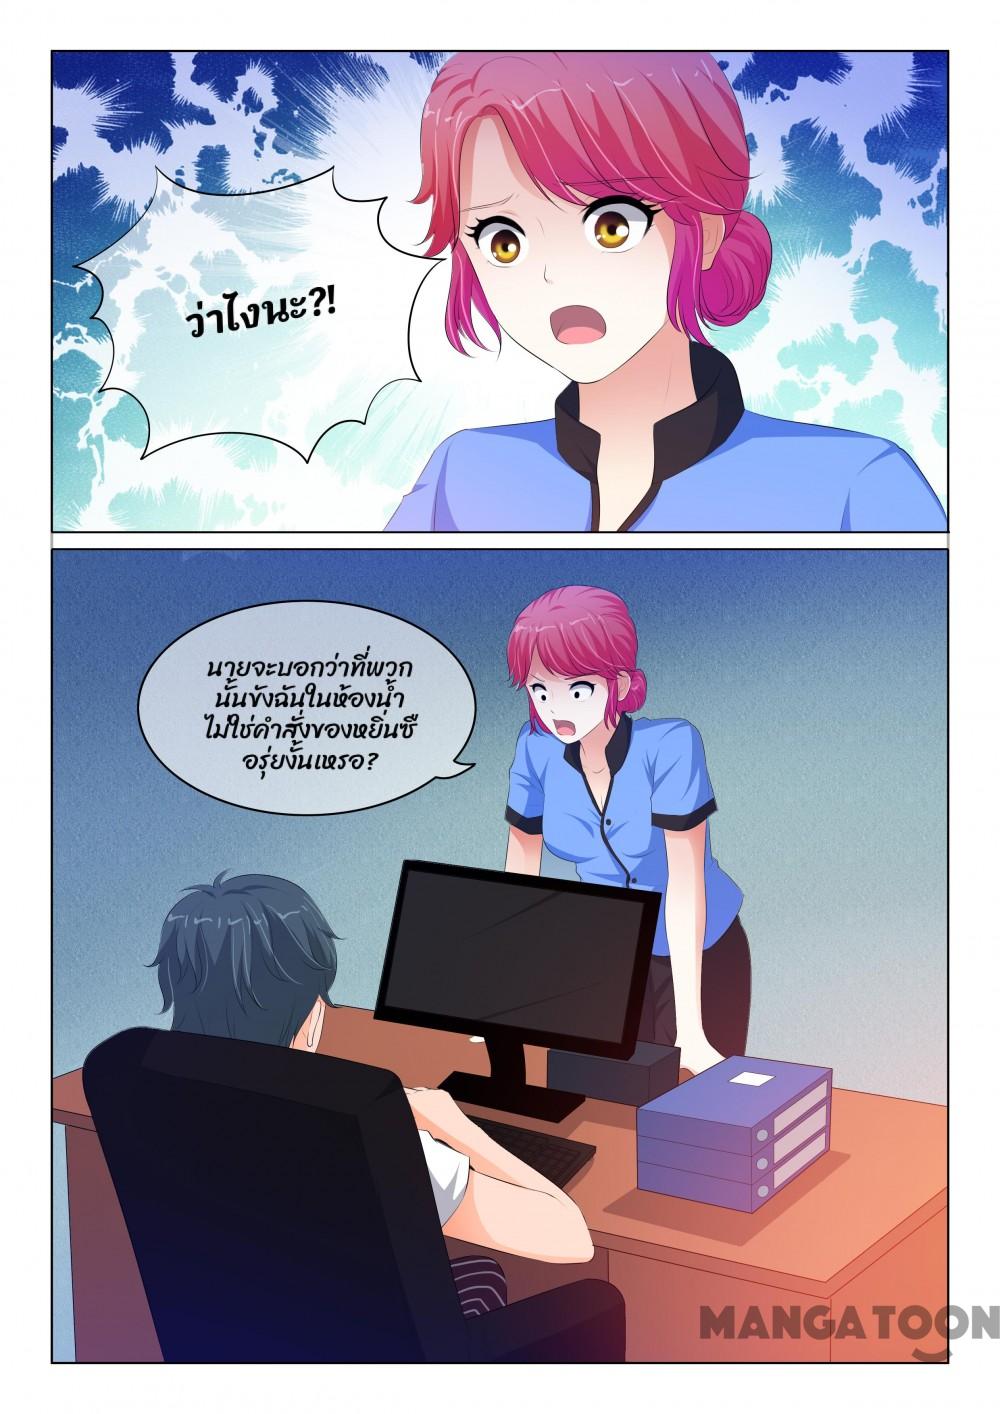 ว่าไงนะ?!
นายจะบอกว่าที่พวก
นั้นขังฉันในห้องน้ำ
ไม่ใช่คำสั่งของหยิ่นซื
อรุ่ยงั้นเหรอ?
MANGATOON